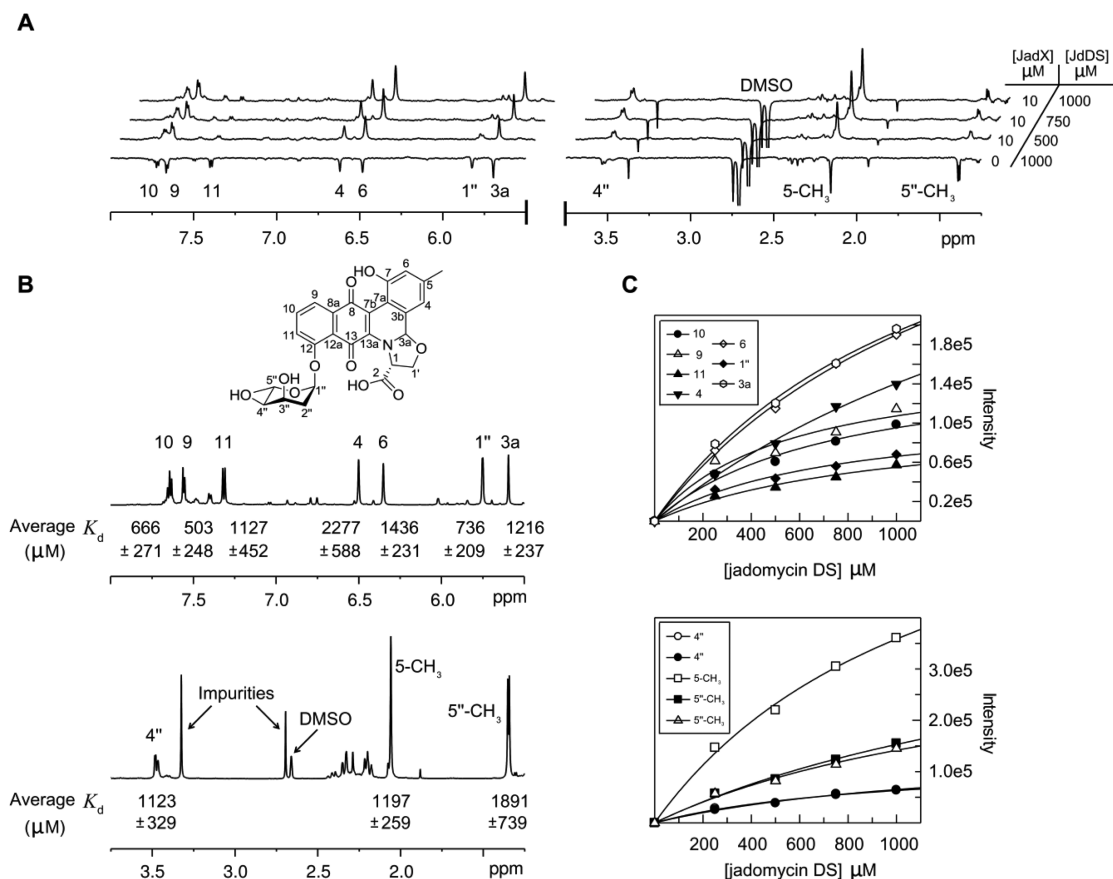 A
[JadX] [JdDS]
µM µM
DMSO
10 1000
10 750
10 500
0 1000
10 9 11 4 6 1" 3a
4" 5-CH3 5"-CH3
7.5 7.0 6.5 6.0
3.5 3.0 2.5 2.0 ppm
B
HO 7 6
O 5
9 8a 8 7b 7a 4
10 3b
11 12a 13 13a 3a
12 N O
O O 1
5" 2 1'
HO OH O 1" HO O
4" 3" 2"
10 9 11 4 6 1" 3a
Average Kd 666 503 1127 2277 1436 736 1216
(µM) ±271 ±248 ±452 ±588 ±231 ±209 ±237
7.5 7.0 6.5 6.0 ppm
5-CH3
Impurities
5"-CH3
4" DMSO
Average Kd 1123 1197 1891
(µM) ±329 ±259 ±739
3.5 3.0 2.5 2.0 ppm
C
10 6
9 1"
11 3a
4
1.8e5
1.4e5
1.0e5
0.6e5
0.2e5
Intensity
200 400 600 800 1000
[jadomycin DS] µM
4"
4"
5-CH3
5"-CH3
5"-CH3
3.0e5
2.0e5
1.0e5
Intensity
200 400 600 800 1000
[jadomycin DS] µM